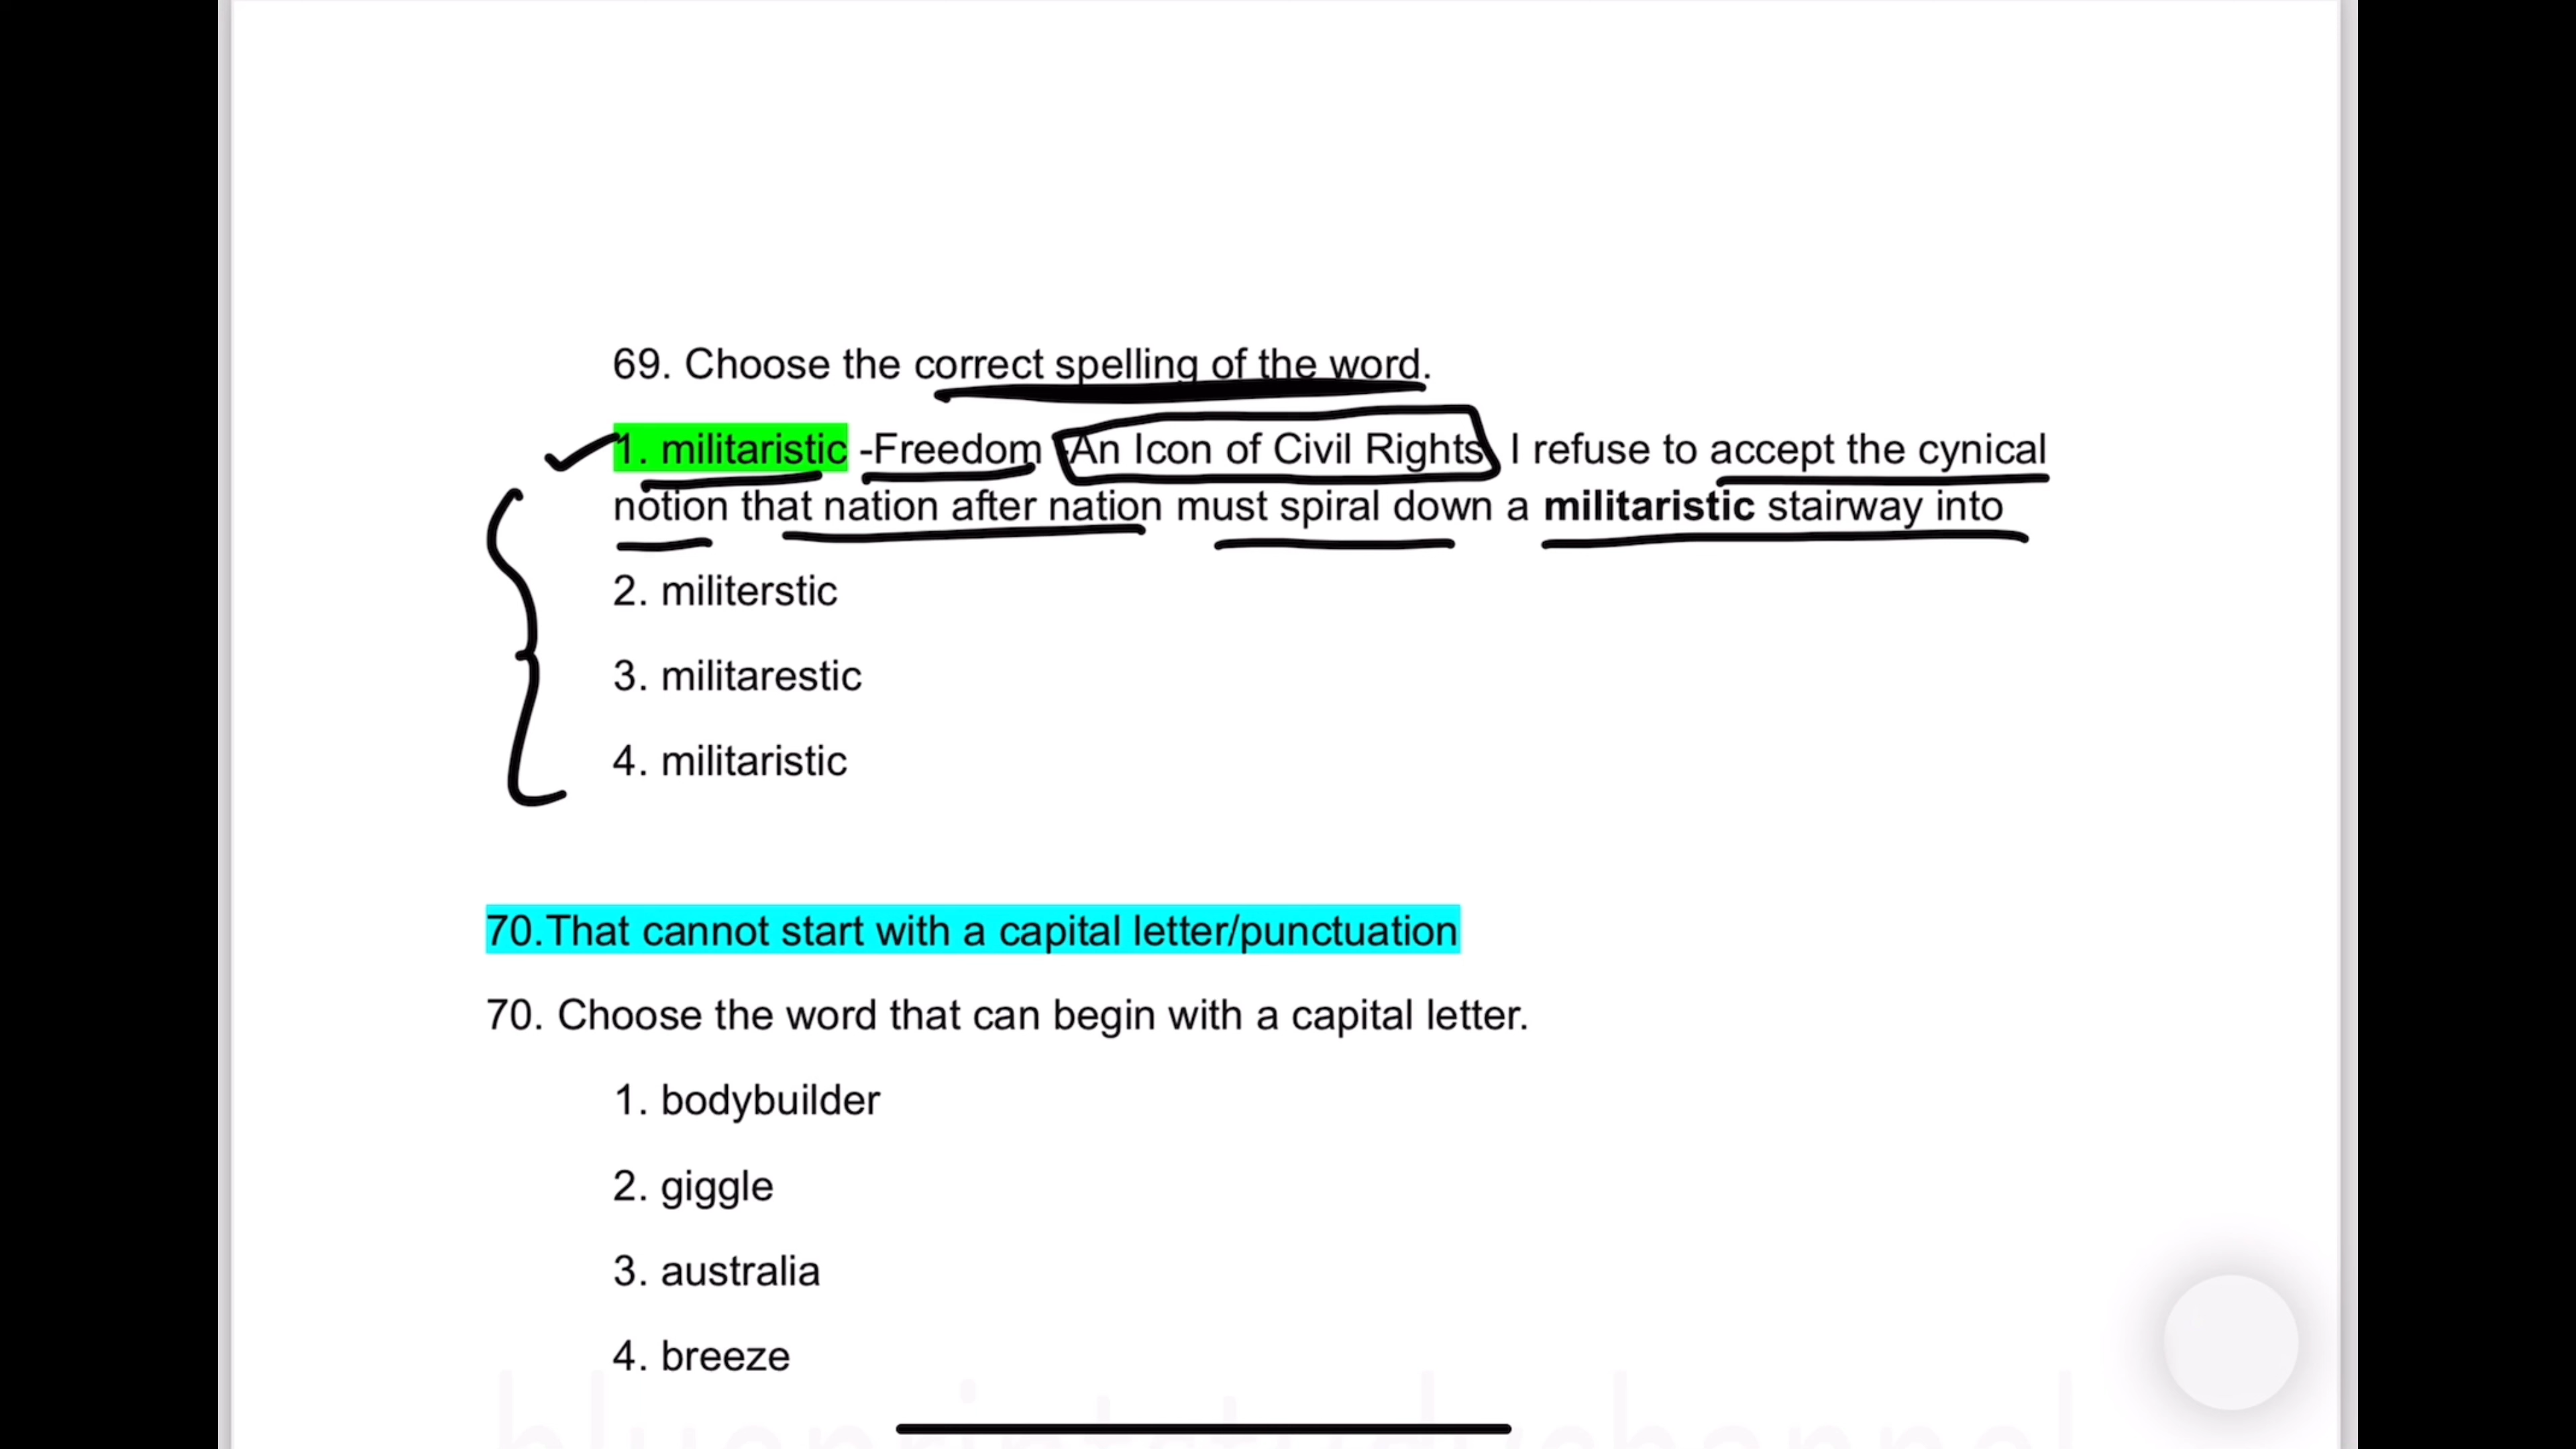 69. Choose the correct spelling of the word.
1. militaristic -Freedom -An Icon of Civil Rights I refuse to accept the cynical
notion that nation after nation must spiral down a militaristic stairway into
2. militerstic
3. militarestic
4. militaristic
70.That cannot start with a capital letter/punctuation
70. Choose the word that can begin with a capital letter.
1. bodybuilder
2. giggle
3. australia
4. breeze